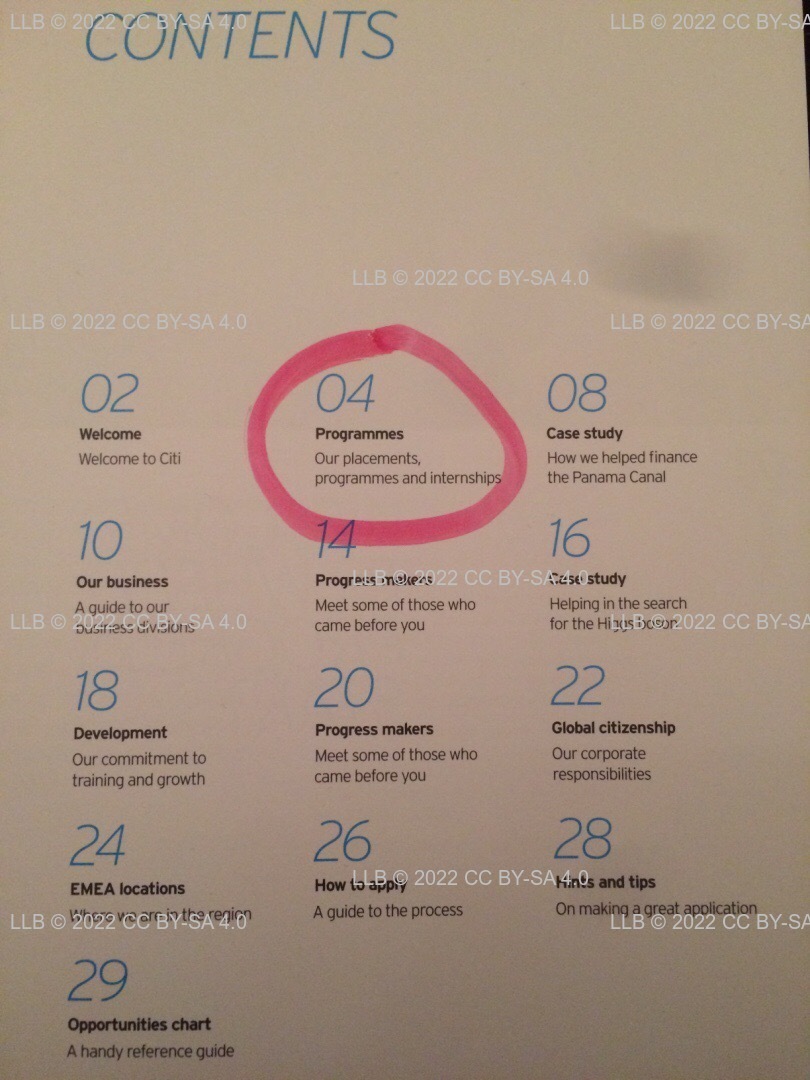 CONTENTS
02
Welcome
Welcome to Citi
04
Programmes
Our placements,
programmes and internships
08
Case study
How we helped finance
the Panama Canal
10
Our business
A guide to our
business divisions
14
Progress makers
Meet some of those who
came before you
16
Case study
Helping in the search
for the Higgs boson
18
Development
Our commitment to
training and growth
20
Progress makers
Meet some of those who
came before you
22
Global citizenship
Our corporate
responsibilities
24
EMEA locations
Where we are in the region
26
How to apply
A guide to the process
28
Hints and tips
On making a great application
29
Opportunities chart
A handy reference guide
LLB © 2022 CC BY-SA 4.0
LLB © 2022 CC BY-SA 4.0
LLB © 2022 CC BY-SA 4.0
LLB © 2022 CC BY-SA 4.0
LLB © 2022 CC BY-SA 4.0
LLB © 2022 CC BY-SA 4.0
LLB © 2022 CC BY-SA 4.0
LLB © 2022 CC BY-SA 4.0
LLB © 2022 CC BY-SA 4.0
LLB © 2022 CC BY-SA 4.0
LLB © 2022 CC BY-SA 4.0